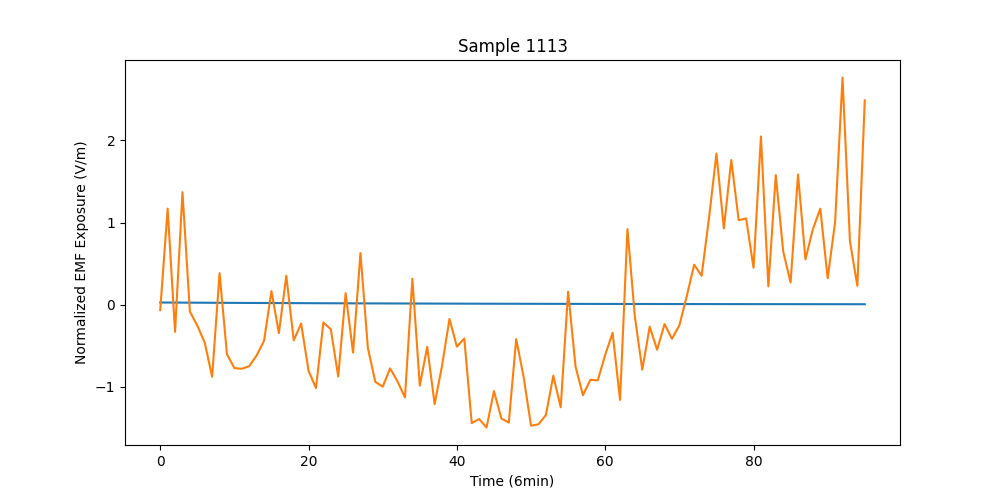 Sample 1113
Normalized EMF Exposure (V/m)
2
1
0
−1
0 20 40 60 80
Time (6min)